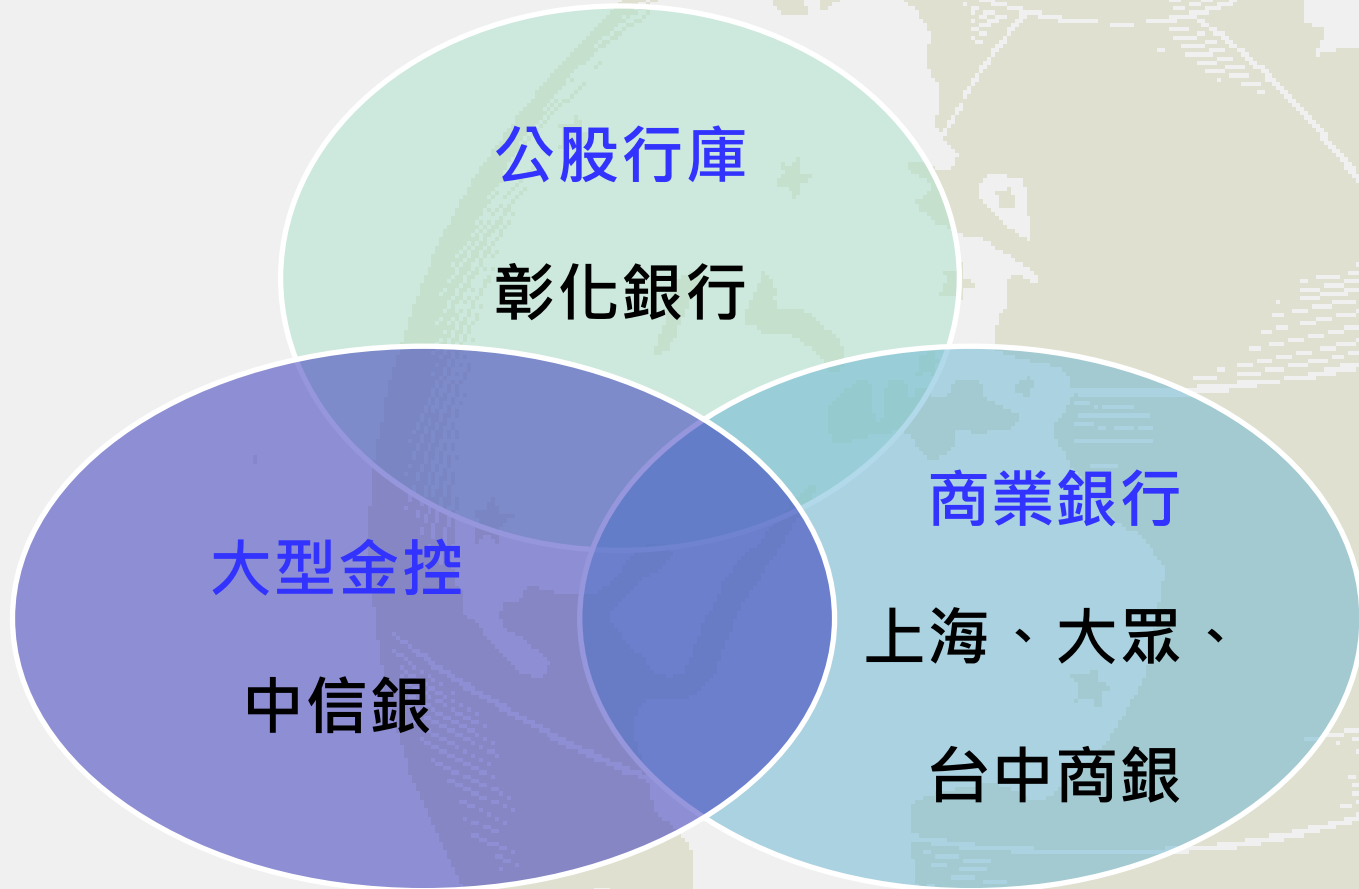 公股行庫
彰化銀行
大型金控
中信銀
商業銀行
上海、大眾、
台中商銀